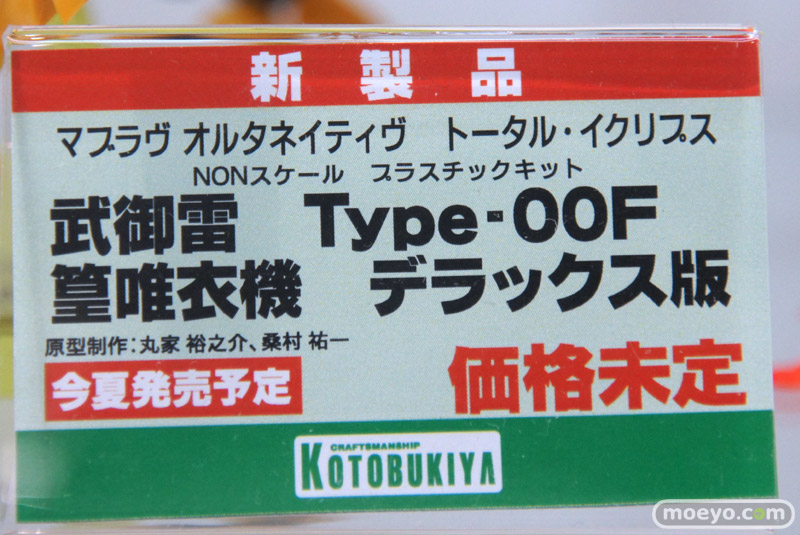 新製品
マブラヴ オルタネイティヴ　トータル・イクリプス
NONスケール　プラスチックキット
武御雷　Type-00F
篁唯衣機　デラックス版
原型制作：丸家 裕之介、桑村 祐一
今夏発売予定
価格未定
CRAFTSMANSHIP
KOTOBUKIYA
moeyo.com